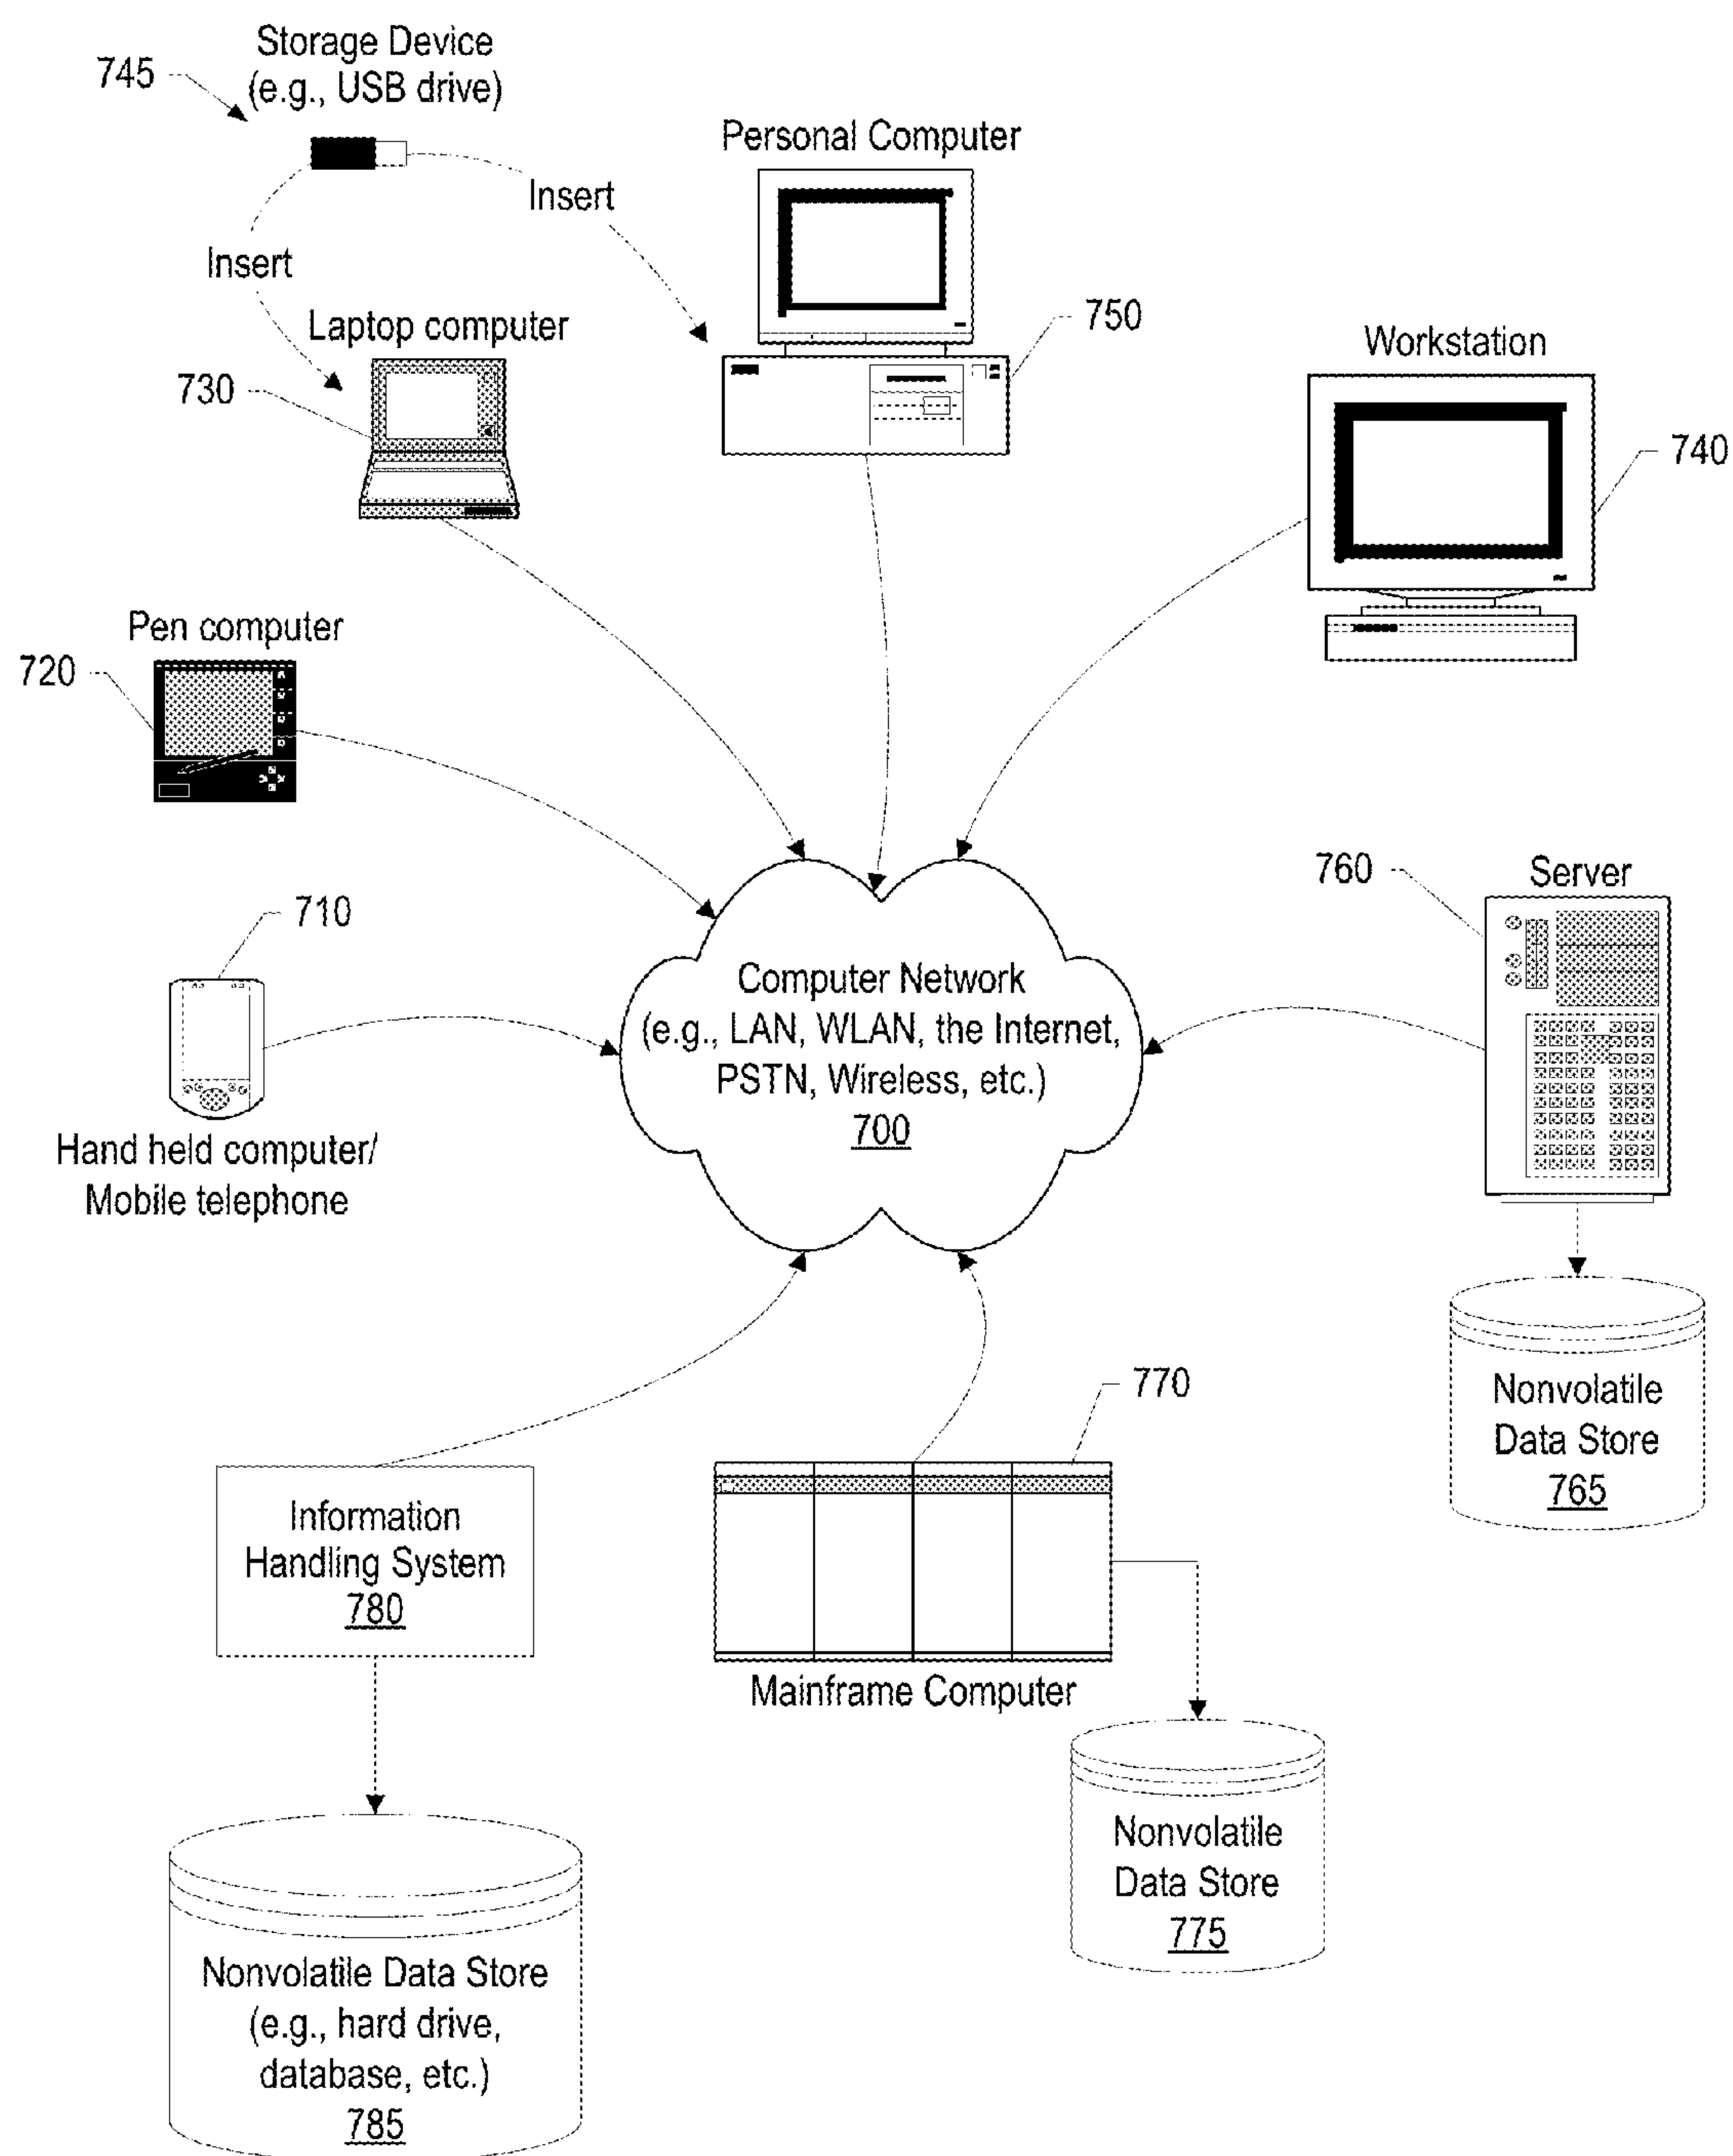 745
Storage Device
(e.g., USB drive)
Personal Computer
Insert
Insert
750
Laptop computer
730
Workstation
740
Pen computer
720
760
Server
710
Computer Network
(e.g., LAN, WLAN, the Internet,
PSTN, Wireless, etc.)
700
Hand held computer/
Mobile telephone
770
Nonvolatile
Data Store
765
Information
Handling System
780
Mainframe Computer
Nonvolatile
Data Store
775
Nonvolatile Data Store
(e.g., hard drive,
database, etc.)
785